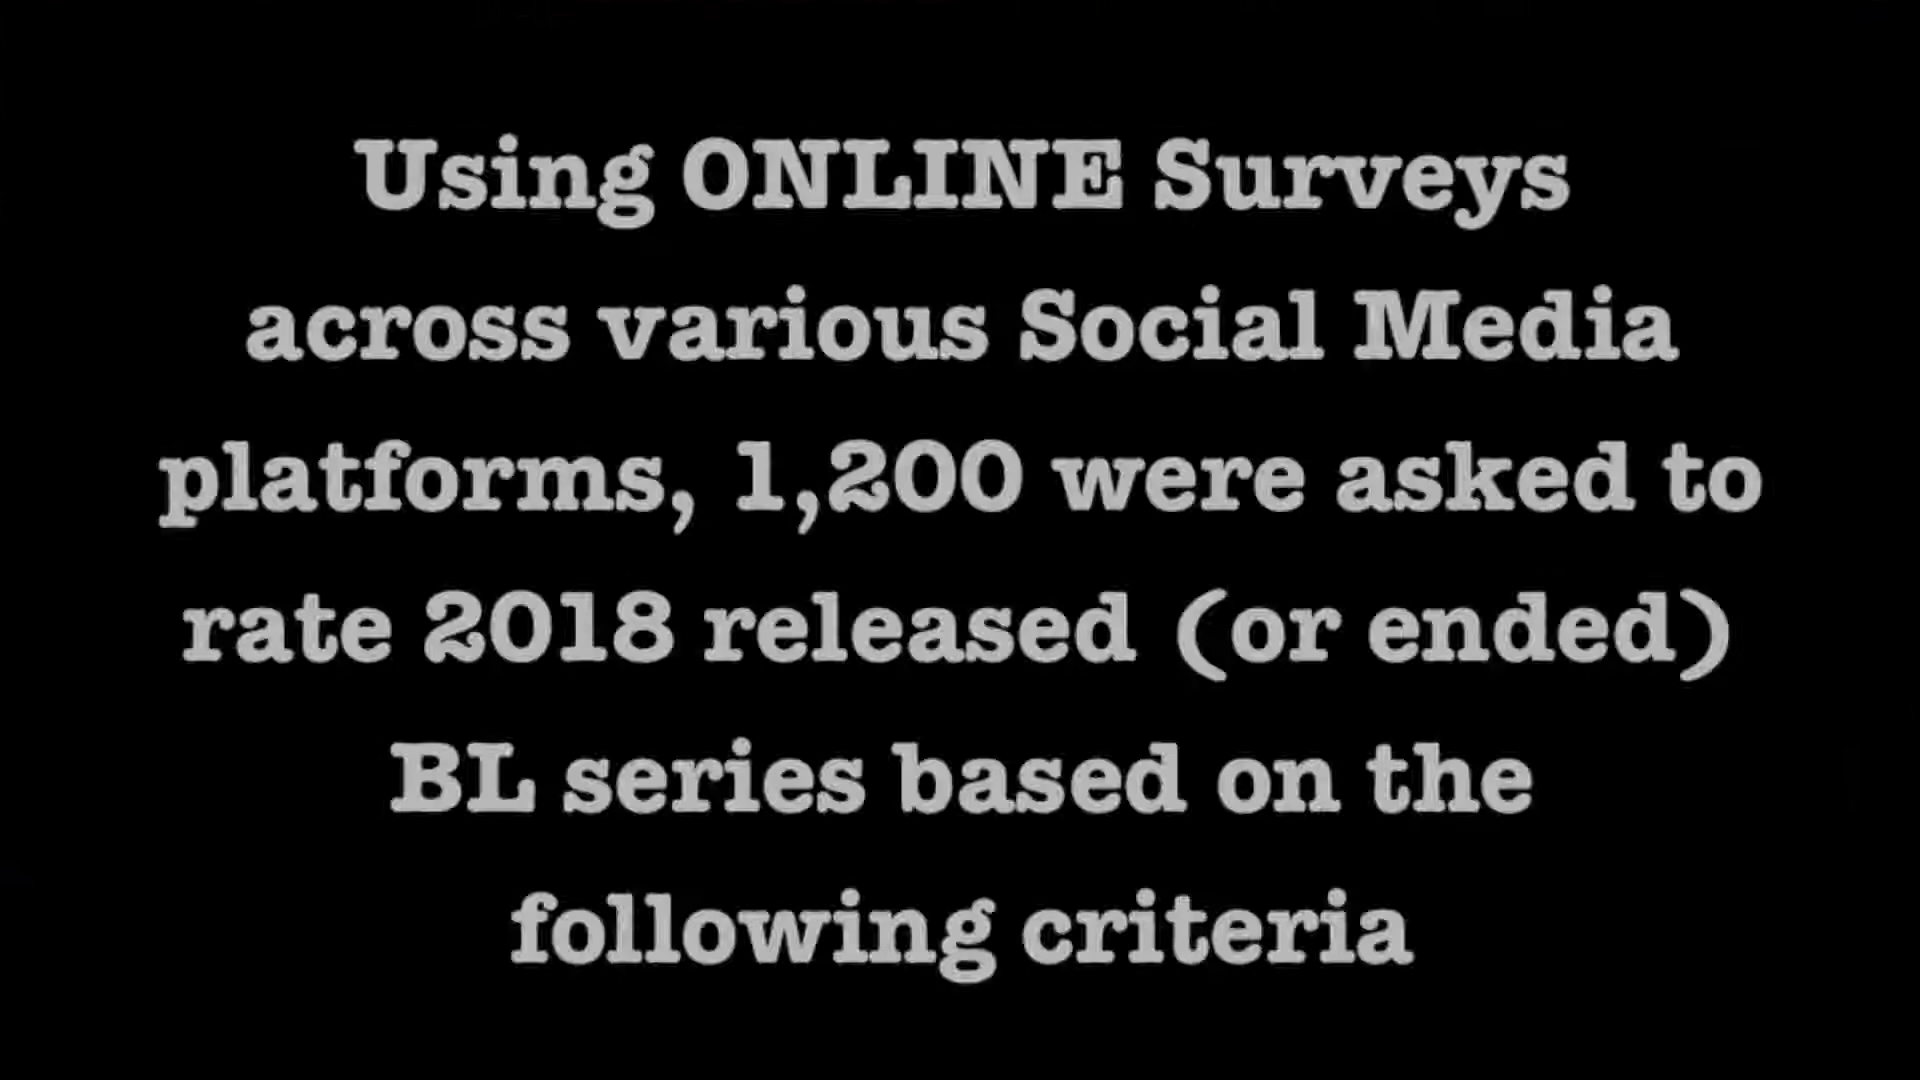 Using ONLINE Surveys
across various Social Media
platforms, 1,200 were asked to
rate 2018 released (or ended)
BL series based on the
following criteria